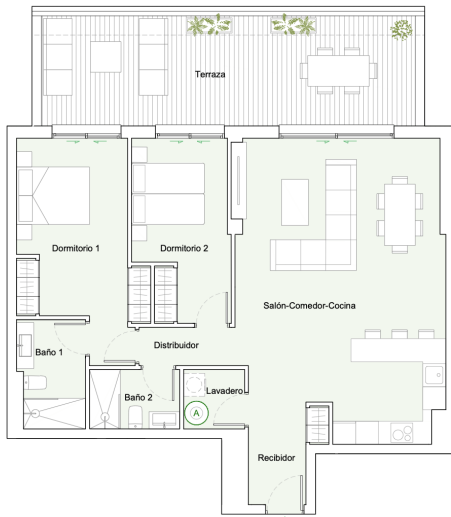 Terraza
Dormitorio 1
Dormitorio 2
Salón-Comedor-Cocina
Distribuidor
Baño 1
Baño 2
Lavadero
A
Recibidor